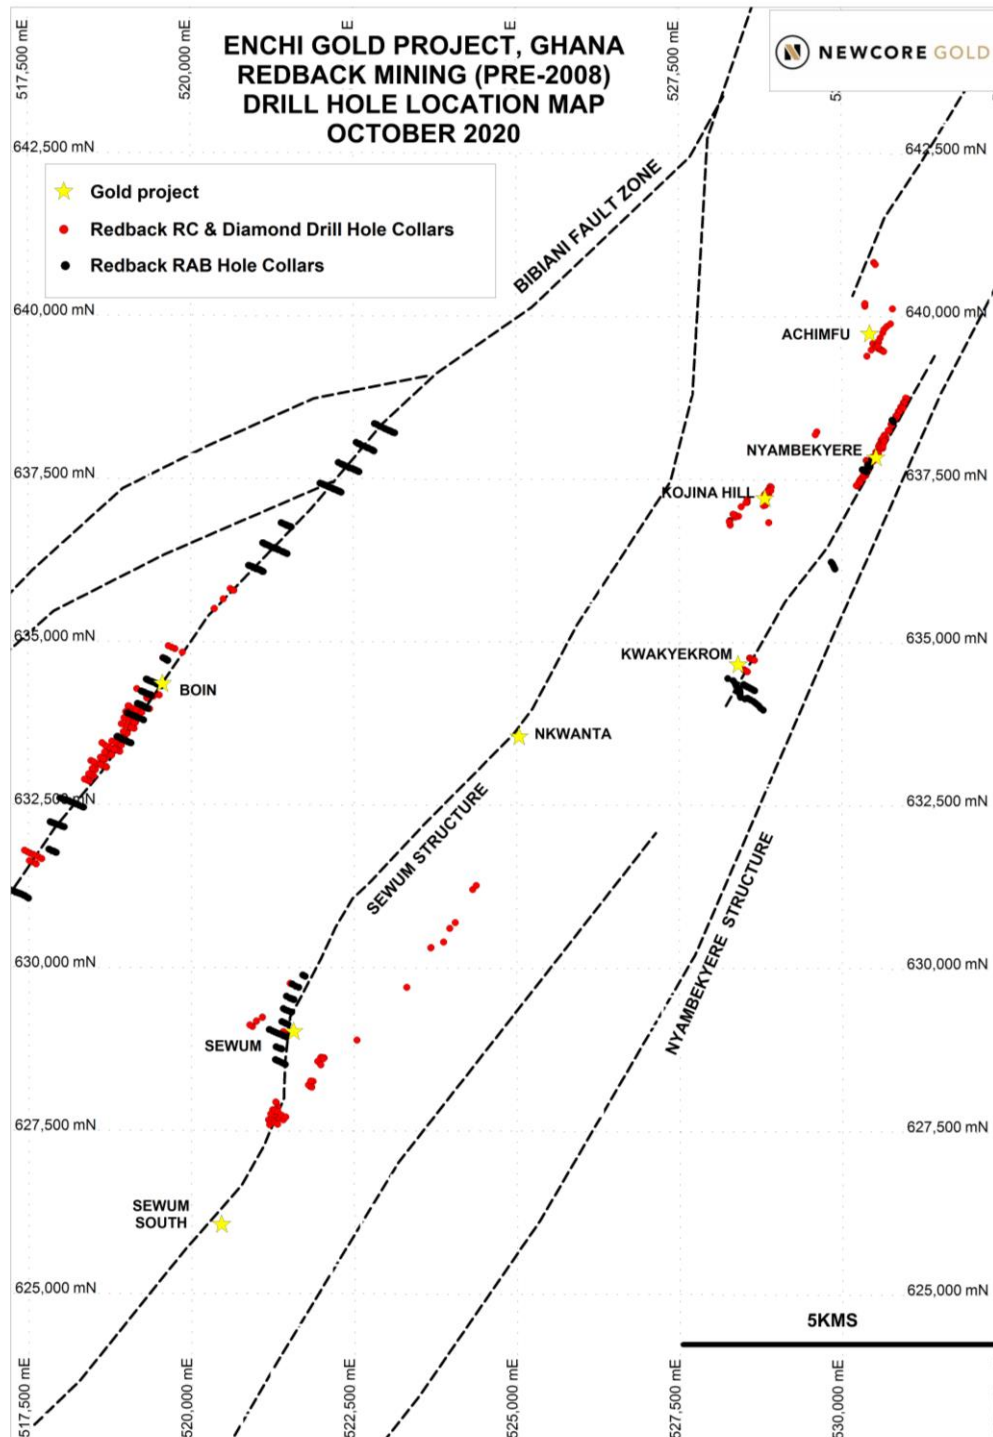 517,500 mE
520,000 mE
E
5
527,500 mE
5:
ENCHI GOLD PROJECT, GHANA
REDBACK MINING (PRE-2008)
DRILL HOLE LOCATION MAP
OCTOBER 2020
N NEWCORE GOLD
642,500 mN
642,500 mN
Gold project
Redback RC & Diamond Drill Hole Collars
Redback RAB Hole Collars
BIBIANI FAULT ZONE
640,000 mN
640,000 mN
ACHIMFU
NYAMBEKYERE
637,500 mN
637,500 mN
KOJINA HILL
635,000 mN
635,000 mN
KWAKYEKROM
BOIN
NKWANTA
632,500 mN
632,500 mN
SEWUM STRUCTURE
NYAMBEKYERE STRUCTURE
630,000 mN
630,000 mN
SEWUM
627,500 mN
627,500 mN
SEWUM
SOUTH
625,000 mN
625,000 mN
5KMS
517,500 mE
520,000 mE
522,500 mE
525,000 mE
527,500 mE
530,000 mE